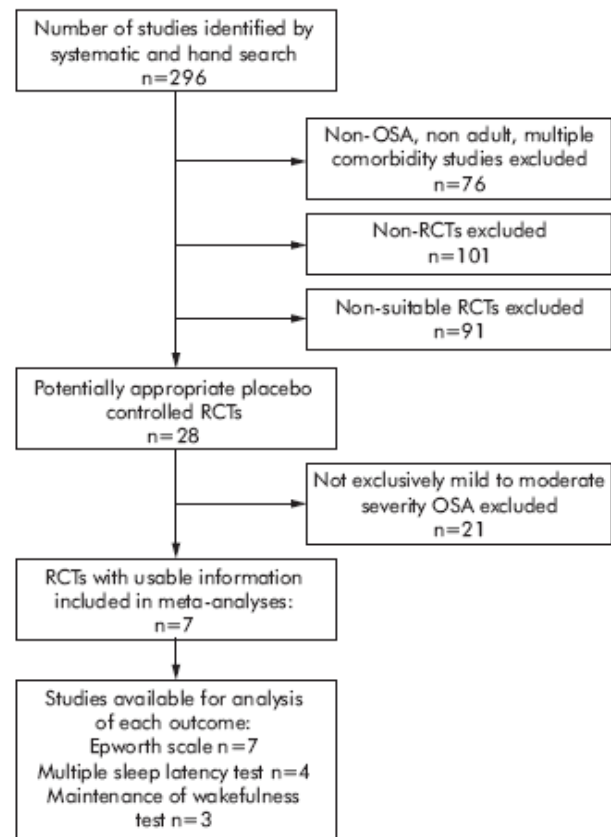 Number of studies identified by
systematic and hand search
n=296
Non-OSA, non adult, multiple
comorbidity studies excluded
n=76
Non-RCTs excluded
n=101
Non-suitable RCTs excluded
n=91
Potentially appropriate placebo
controlled RCTs
n=28
Not exclusively mild to moderate
severity OSA excluded
n=21
RCTs with usable information
included in meta-analyses:
n=7
Studies available for analysis
of each outcome:
Epworth scale n=7
Multiple sleep latency test n=4
Maintenance of wakefulness
test n=3